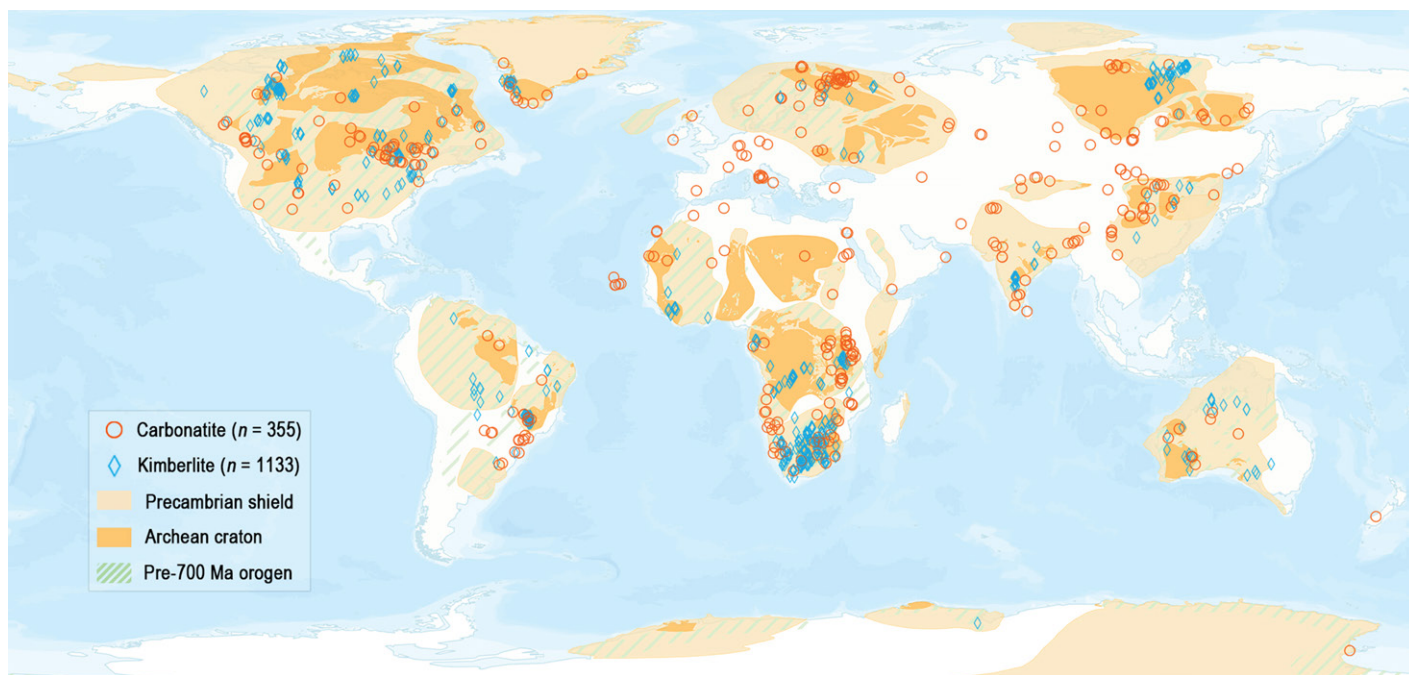 Carbonatite (n = 355)
Kimberlite (n = 1133)
Precambrian shield
Archean craton
Pre-700 Ma orogen